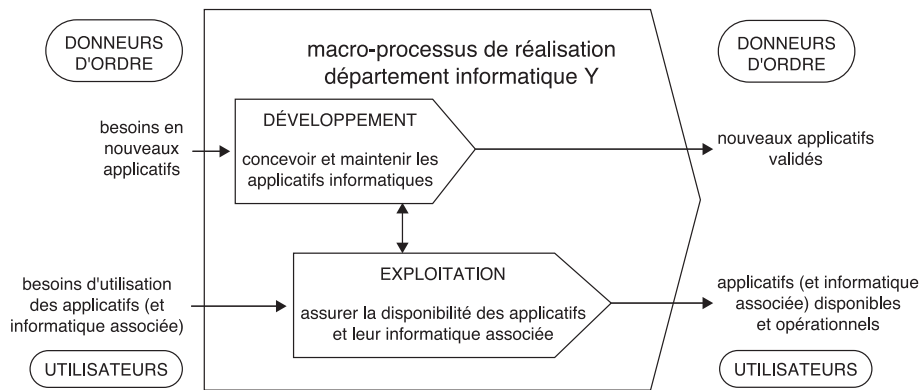 DONNEURS
D'ORDRE
macro-processus de réalisation
département informatique Y
DONNEURS
D'ORDRE
besoins en
nouveaux
applicatifs
DÉVELOPPEMENT
concevoir et maintenir les
applicatifs informatiques
nouveaux applicatifs
validés
besoins d'utilisation
des applicatifs (et
informatique associée)
EXPLOITATION
assurer la disponibilité des applicatifs
et leur informatique associée
applicatifs (et informatique
associée) disponibles
et opérationnels
UTILISATEURS
UTILISATEURS